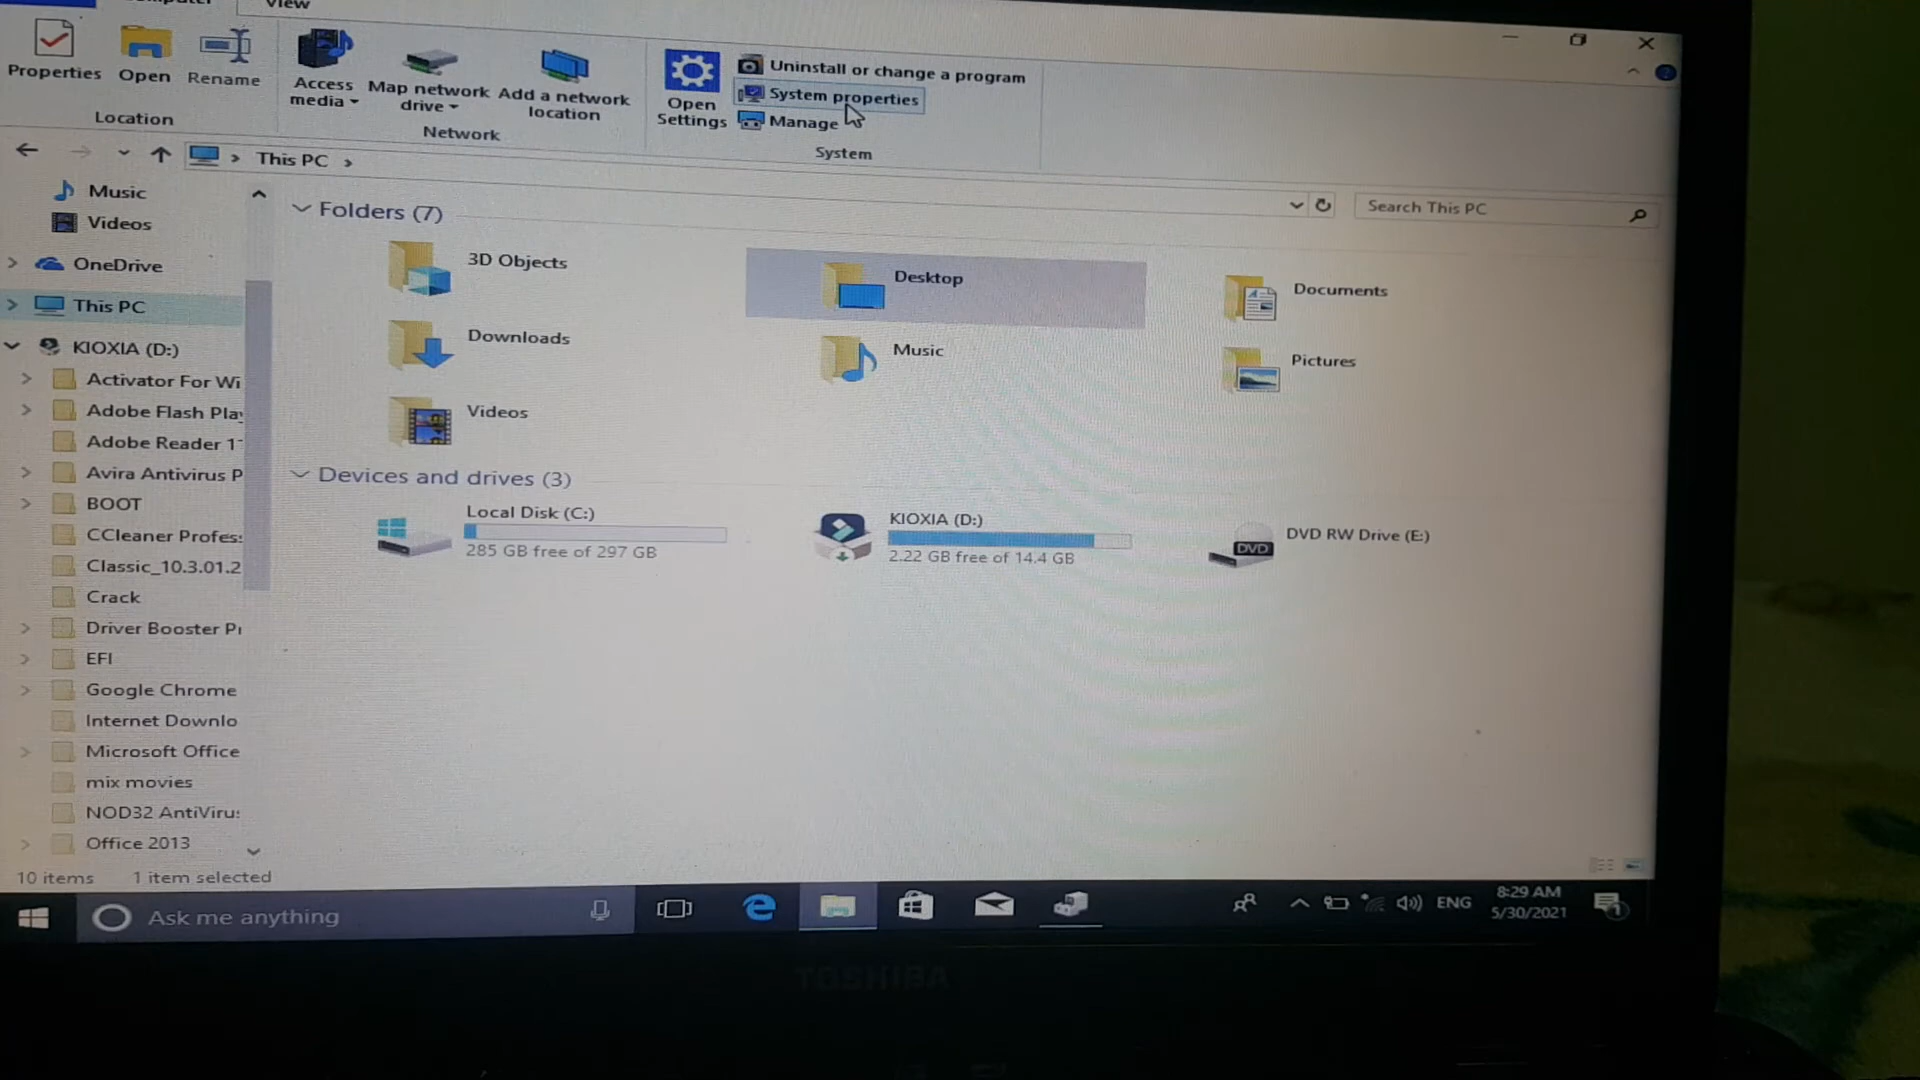 View
Properties
Open
Rename
Access
media
Map network
drive
Add a network
location
Open
Settings
Uninstall or change a program
System properties
Manage
Location
Network
System
This PC
Search This PC
Music
Videos
OneDrive
This PC
KIOXIA (D:)
Activator For Wi
Adobe Flash Play
Adobe Reader 1
Avira Antivirus P
BOOT
CCleaner Profes
Classic_10.3.01.2
Crack
Driver Booster Pr
EFI
Google Chrome
Internet Downlo
Microsoft Office
mix movies
NOD32 AntiViru
Office 2013
Folders (7)
3D Objects
Desktop
Documents
Downloads
Music
Pictures
Videos
Devices and drives (3)
Local Disk (C:)
285 GB free of 297 GB
KIOXIA (D:)
2.22 GB free of 14.4 GB
DVD
DVD RW Drive (E:)
10 items
1 item selected
Ask me anything
ENG
8:29 AM
5/30/2021
1
TOSHIBA